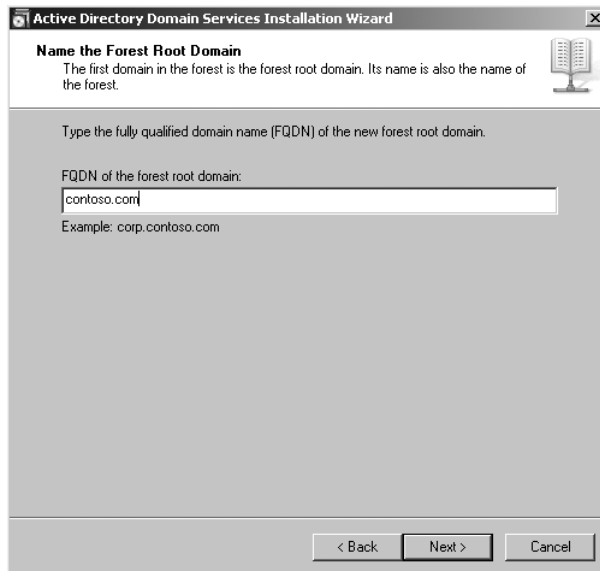 Active Directory Domain Services Installation Wizard
Name the Forest Root Domain
The first domain in the forest is the forest root domain. Its name is also the name of
the forest.
Type the fully qualified domain name (FQDN) of the new forest root domain.
FQDN of the forest root domain:
contoso.com
Example: corp.contoso.com
< Back Next > Cancel